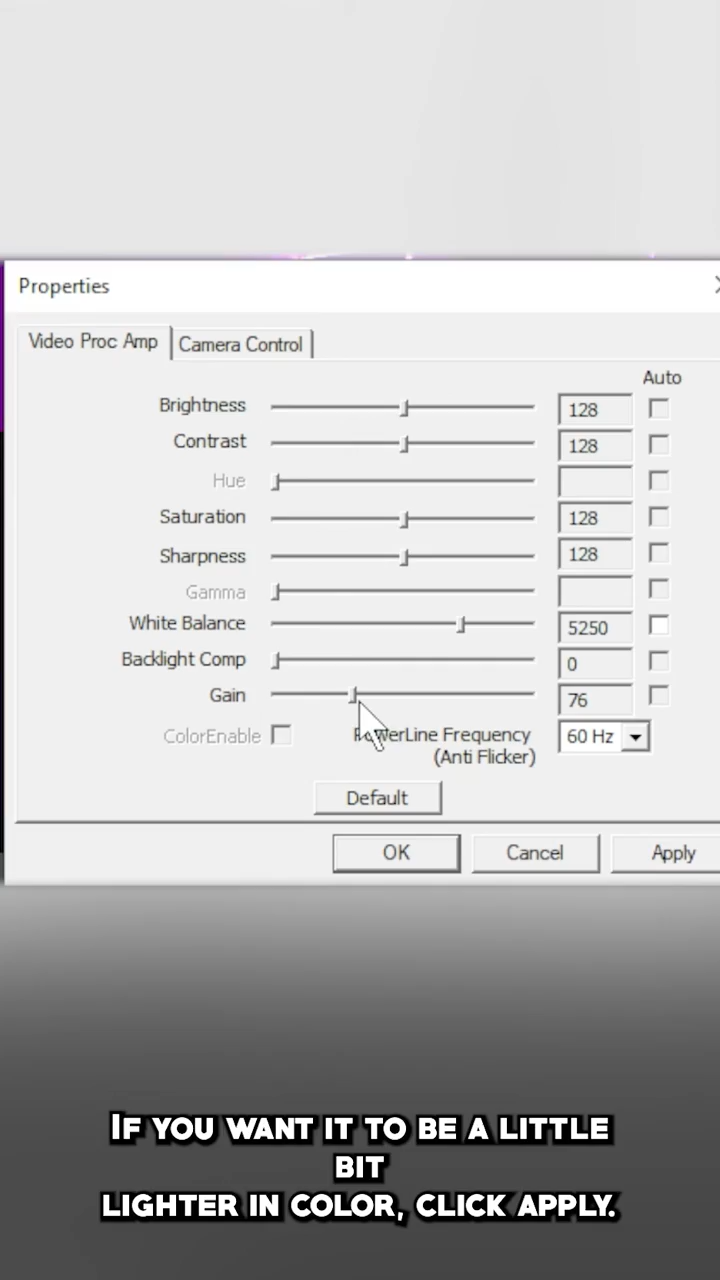 Properties
Video Proc Amp
Camera Control
Auto
Brightness 128
Contrast 128
Hue
Saturation 128
Sharpness 128
Gamma
White Balance 5250
Backlight Comp 0
Gain 76
ColorEnable PowerLine Frequency 60 Hz
(Anti Flicker)
Default
OK Cancel Apply
IF YOU WANT IT TO BE A LITTLE
BIT
LIGHTER IN COLOR, CLICK APPLY.